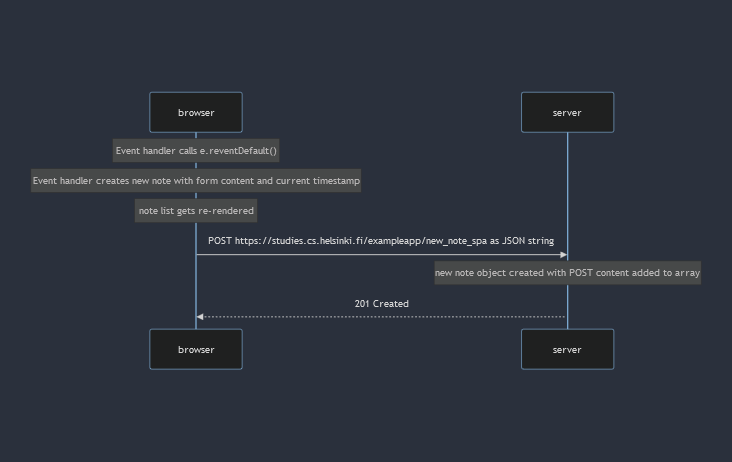 browser
server
Event handler calls e.reventDefault()
Event handler creates new note with form content and current timestamp
note list gets re-rendered
POST https://studies.cs.helsinki.fi/exampleapp/new_note_spa as JSON string
new note object created with POST content added to array
201 Created
browser
server